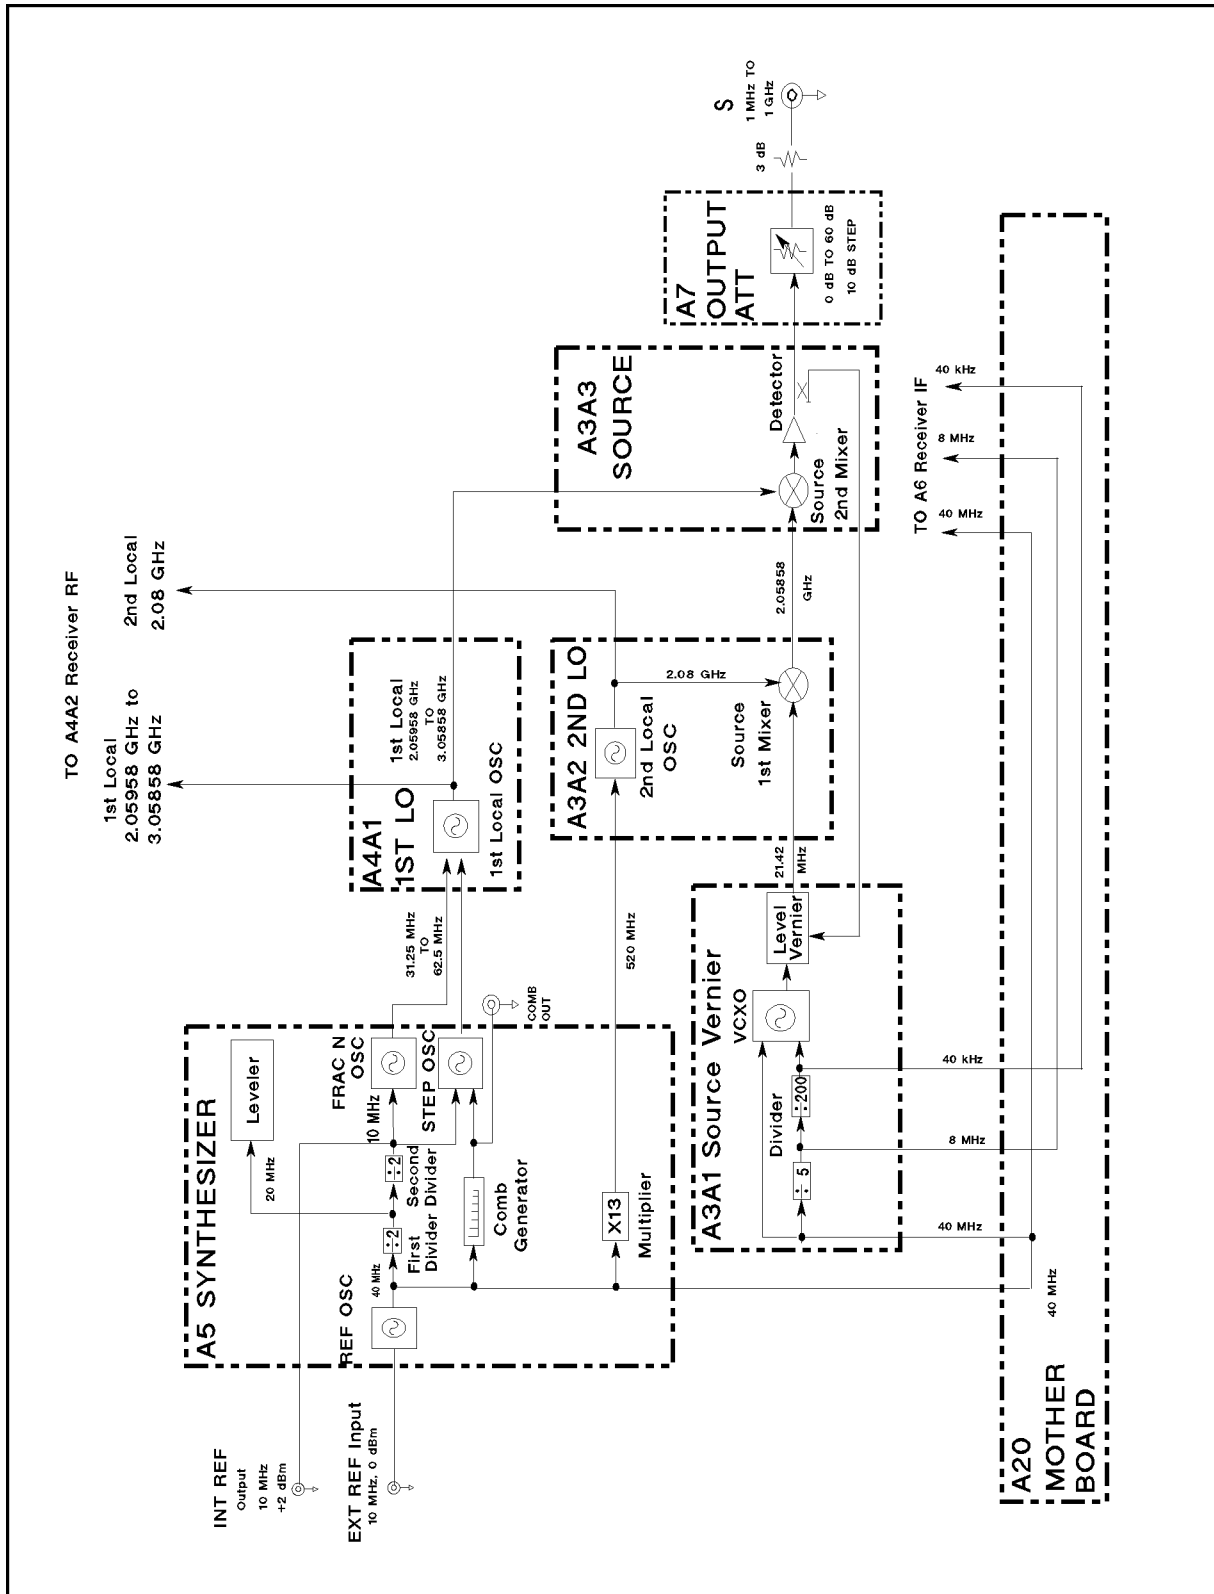 TO A4A2 Receiver RF
1st Local
2.05958 GHz to
3.05858 GHz
2nd Local
2.08 GHz
INT REF
Output
10 MHz
+2 dBm
EXT REF Input
10 MHz, 0 dBm
A5 SYNTHESIZER
REF OSC
40 MHz
÷2
First
Divider
20 MHz
÷2
Second
Divider
10 MHz
Leveler
FRAC N
OSC
STEP OSC
Comb
Generator
X13
Multiplier
COMB
OUT
31.25 MHz
TO
62.5 MHz
520 MHz
A4A1
1ST LO
1st Local OSC
1st Local
2.05958 GHz
TO
3.05858 GHz
A3A2 2ND LO
2nd Local
OSC
2.08 GHz
Source
1st Mixer
A3A1 Source Vernier
÷5
Divider
÷200
VCXO
Level
Vernier
21.42
MHz
2.05858
GHz
A3A3
SOURCE
Source
2nd Mixer
Detector
A7
OUTPUT
ATT
0 dB TO 60 dB
10 dB STEP
3 dB
S
1 MHz TO
1 GHz
TO A6 Receiver IF
40 MHz
8 MHz
40 kHz
40 MHz
8 MHz
40 kHz
40 MHz
A20
MOTHER
BOARD